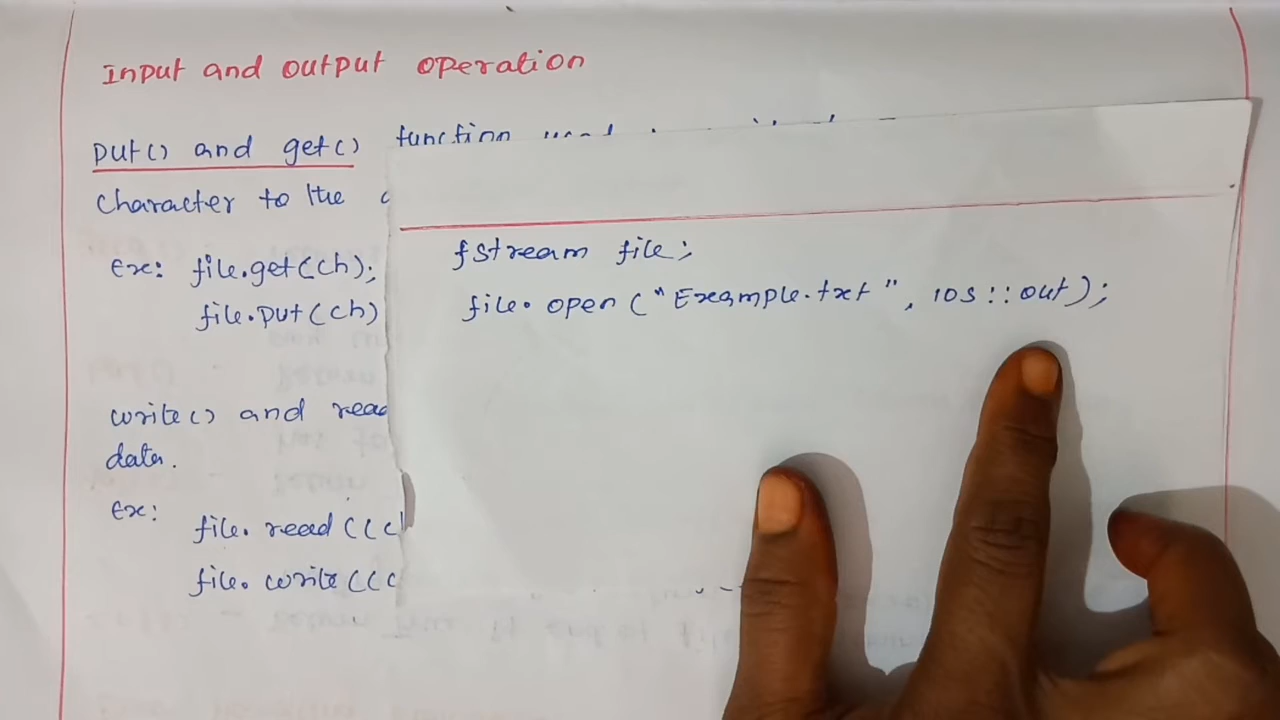 Input and output operation
put() and get() function
Character to the
Ex: file.get(ch);
file.put(ch)
write() and read
data.
Ex:
file. read ((c
file. write ((c
fstream file;
file. open ("Example.txt", ios::out);